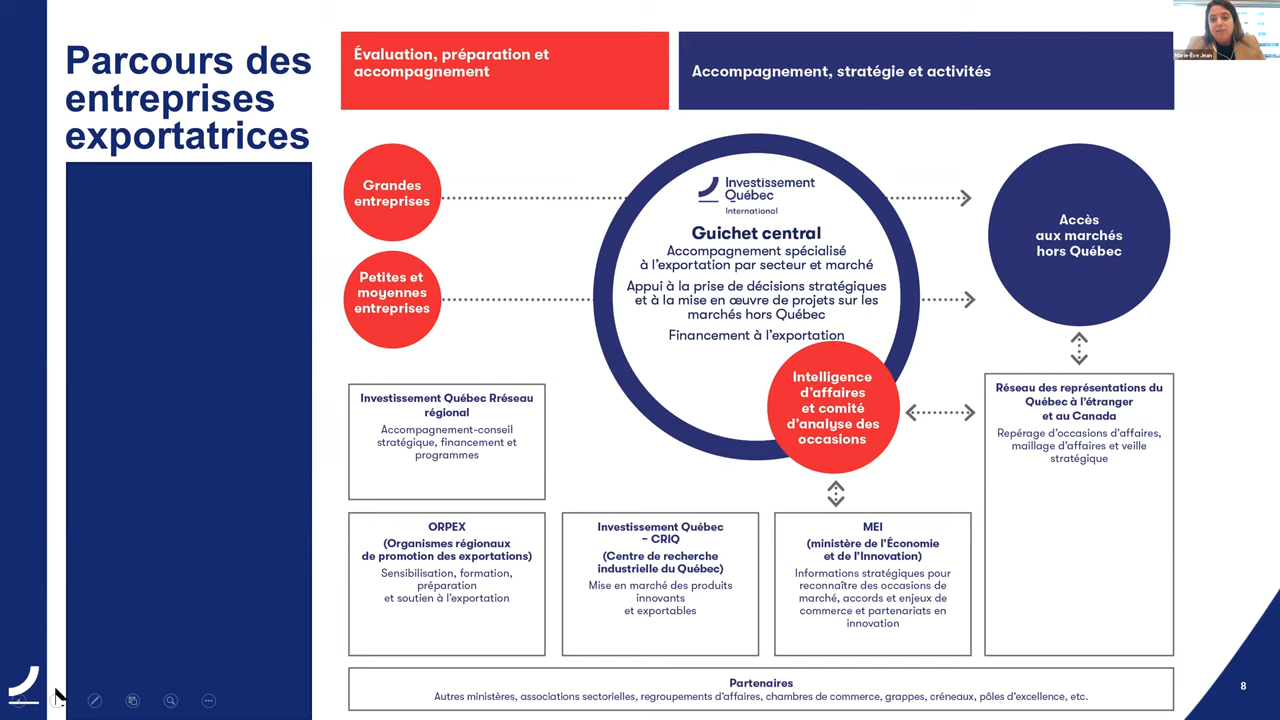 Parcours des
entreprises
exportatrices
Évaluation, préparation et
accompagnement
Accompagnement, stratégie et activités
Marie-Ève Jean
Grandes
entreprises
Petites et
moyennes
entreprises
Investissement
Québec
International
Guichet central
Accompagnement spécialisé
à l'exportation par secteur et marché
Appui à la prise de décisions stratégiques
et à la mise en œuvre de projets sur les
marchés hors Québec
Financement à l'exportation
Intelligence
d'affaires
et comité
d'analyse des
occasions
Accès
aux marchés
hors Québec
Investissement Québec Rréseau
régional
Accompagnement-conseil
stratégique, financement et
programmes
Réseau des représentations du
Québec à l'étranger
et au Canada
Repérage d'occasions d'affaires,
maillage d'affaires et veille
stratégique
ORPEX
(Organismes régionaux
de promotion des exportations)
Sensibilisation, formation,
préparation
et soutien à l'exportation
Investissement Québec
– CRIQ
(Centre de recherche
industrielle du Québec)
Mise en marché des produits
innovants
et exportables
MEI
(ministère de l'Économie
et de l'Innovation)
Informations stratégiques pour
reconnaître des occasions de
marché, accords et enjeux de
commerce et partenariats en
innovation
Partenaires
Autres ministères, associations sectorielles, regroupements d'affaires, chambres de commerce, grappes, créneaux, pôles d'excellence, etc.
8